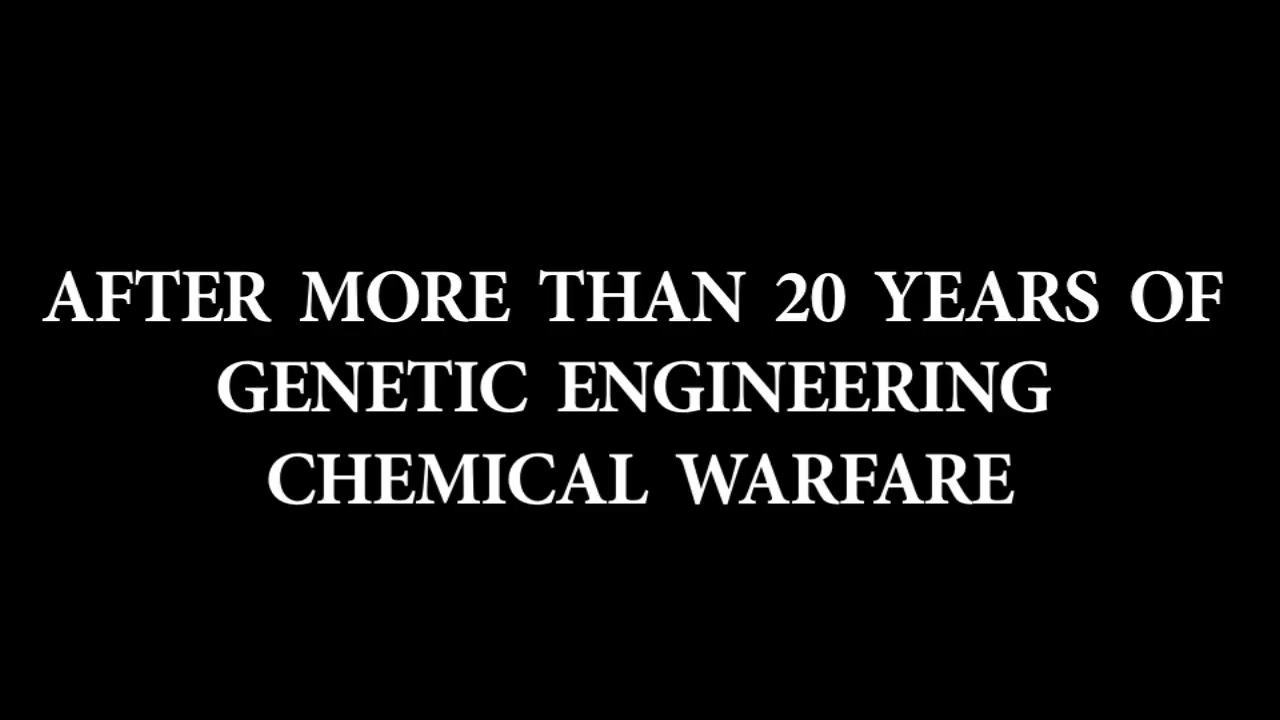 AFTER MORE THAN 20 YEARS OF
GENETIC ENGINEERING
CHEMICAL WARFARE